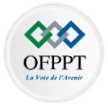 OFPPT
La Voie de l'Avenir